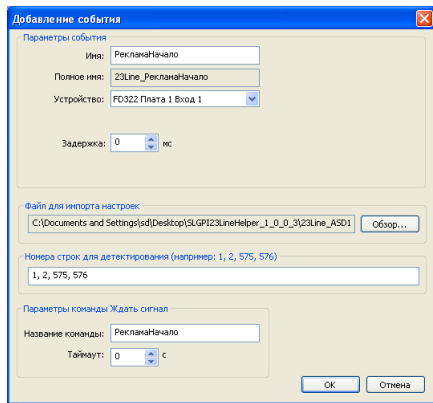 Добавление события
Параметры события
Имя: РекламаНачало
Полное имя: 23Line_РекламаНачало
Устройство: FD322 Плата 1 Вход 1
Задержка: 0 мс
Файл для импорта настроек
C:\Documents and Settings\sd\Desktop\SLGPI23LineHelper_1_0_0_3\23Line_ASD1 Обзор...
Номера строк для детектирования (например: 1, 2, 575, 576)
1, 2, 575, 576
Параметры команды Ждать сигнал
Название команды: РекламаНачало
Таймаут: 0 с
ОК Отмена